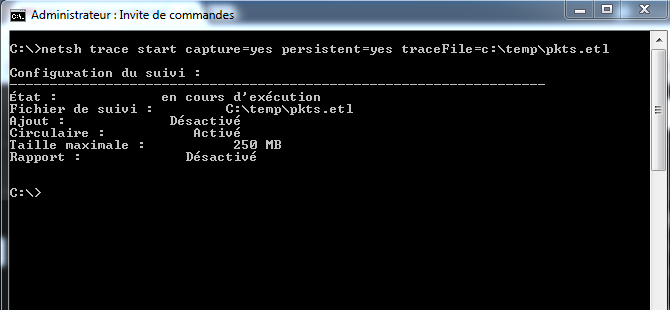 Administrateur : Invite de commandes
C:\>netsh trace start capture=yes persistent=yes traceFile=c:\temp\pkts.etl
Configuration du suivi :
-------------------------------------------------------------------
État : en cours d'exécution
Fichier de suivi : C:\temp\pkts.etl
Ajout : Désactivé
Circulaire : Activé
Taille maximale : 250 MB
Rapport : Désactivé
C:\>